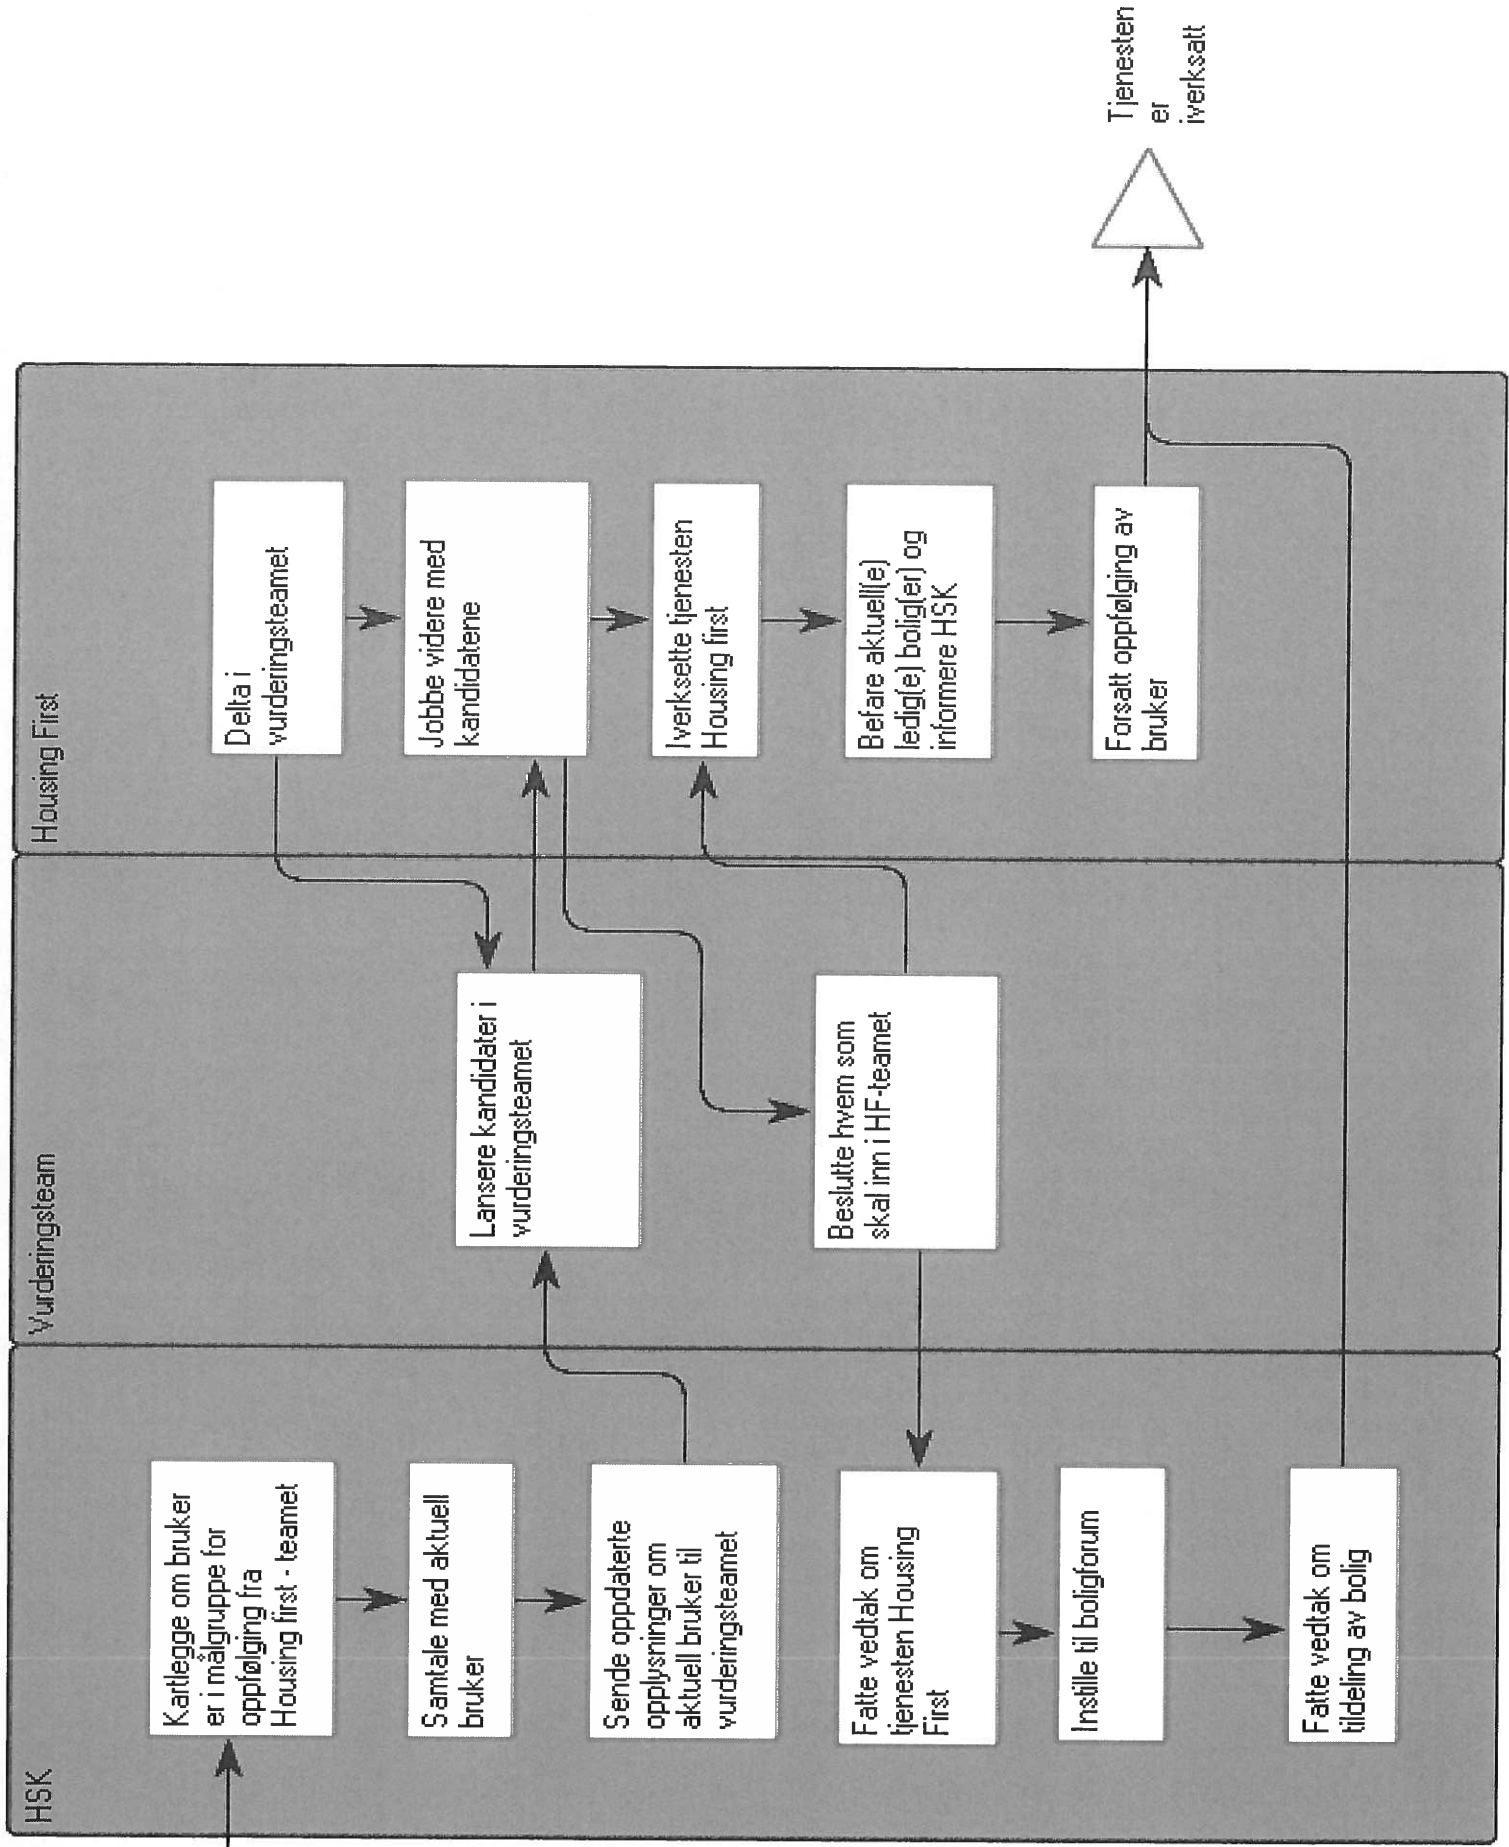 HSK
Kartlegge om bruker
er i målgruppe for
oppfølging fra
Housing first - teamet
Samtale med aktuell
bruker
Sende oppdaterte
opplysninger om
aktuell bruker til
vurderingsteamet
Fatte vedtak om
tjenesten Housing
First
Instille til boligforum
Fatte vedtak om
tildeling av bolig
Vurderingsteam
Lansere kandidater i
vurderingsteamet
Beslutte hvem som
skal inn i HF-teamet
Housing First
Delta i
vurderingsteamet
Jobbe videre med
kandidatene
Iverksette tjenesten
Housing first
Befare aktuell(e)
ledig(e) bolig(er) og
informere HSK
Forsatt oppfølging av
bruker
Tjenesten
er
iverksatt